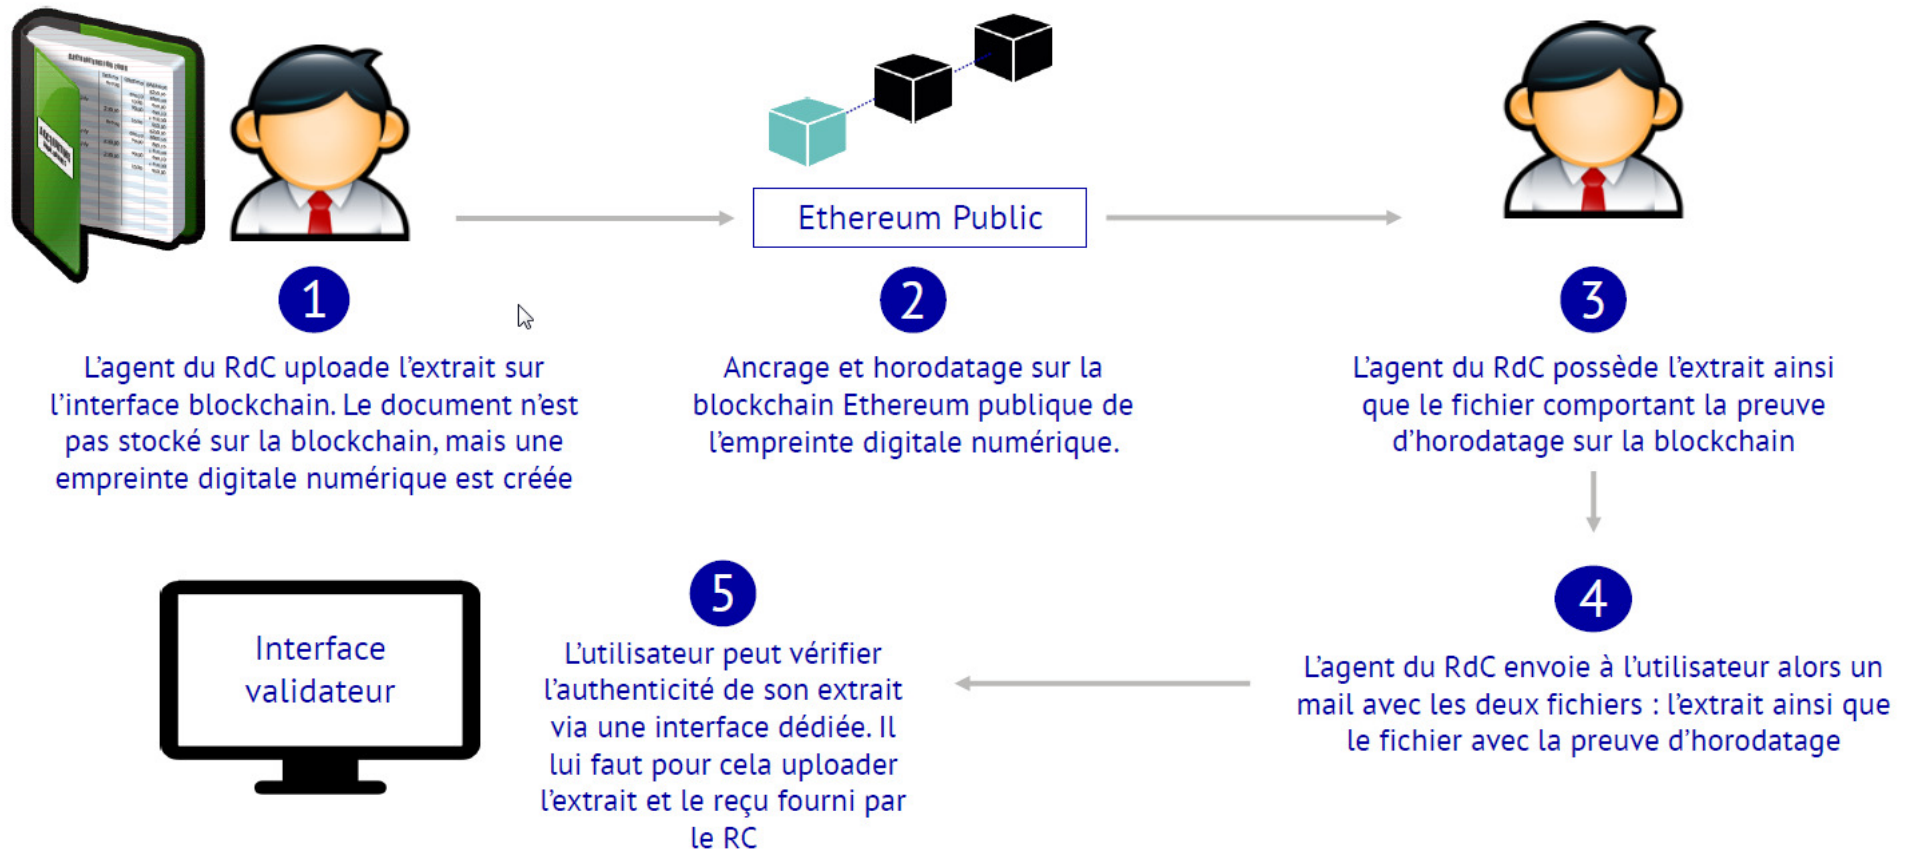 Ethereum Public
1
L'agent du RdC uploade l'extrait sur
l'interface blockchain. Le document n'est
pas stocké sur la blockchain, mais une
empreinte digitale numérique est créée
2
Ancrage et horodatage sur la
blockchain Ethereum publique de
l'empreinte digitale numérique.
3
L'agent du RdC possède l'extrait ainsi
que le fichier comportant la preuve
d'horodatage sur la blockchain
4
L'agent du RdC envoie à l'utilisateur alors un
mail avec les deux fichiers : l'extrait ainsi que
le fichier avec la preuve d'horodatage
5
L'utilisateur peut vérifier
l'authenticité de son extrait
via une interface dédiée. Il
lui faut pour cela uploader
l'extrait et le reçu fourni par
le RC
Interface
validateur